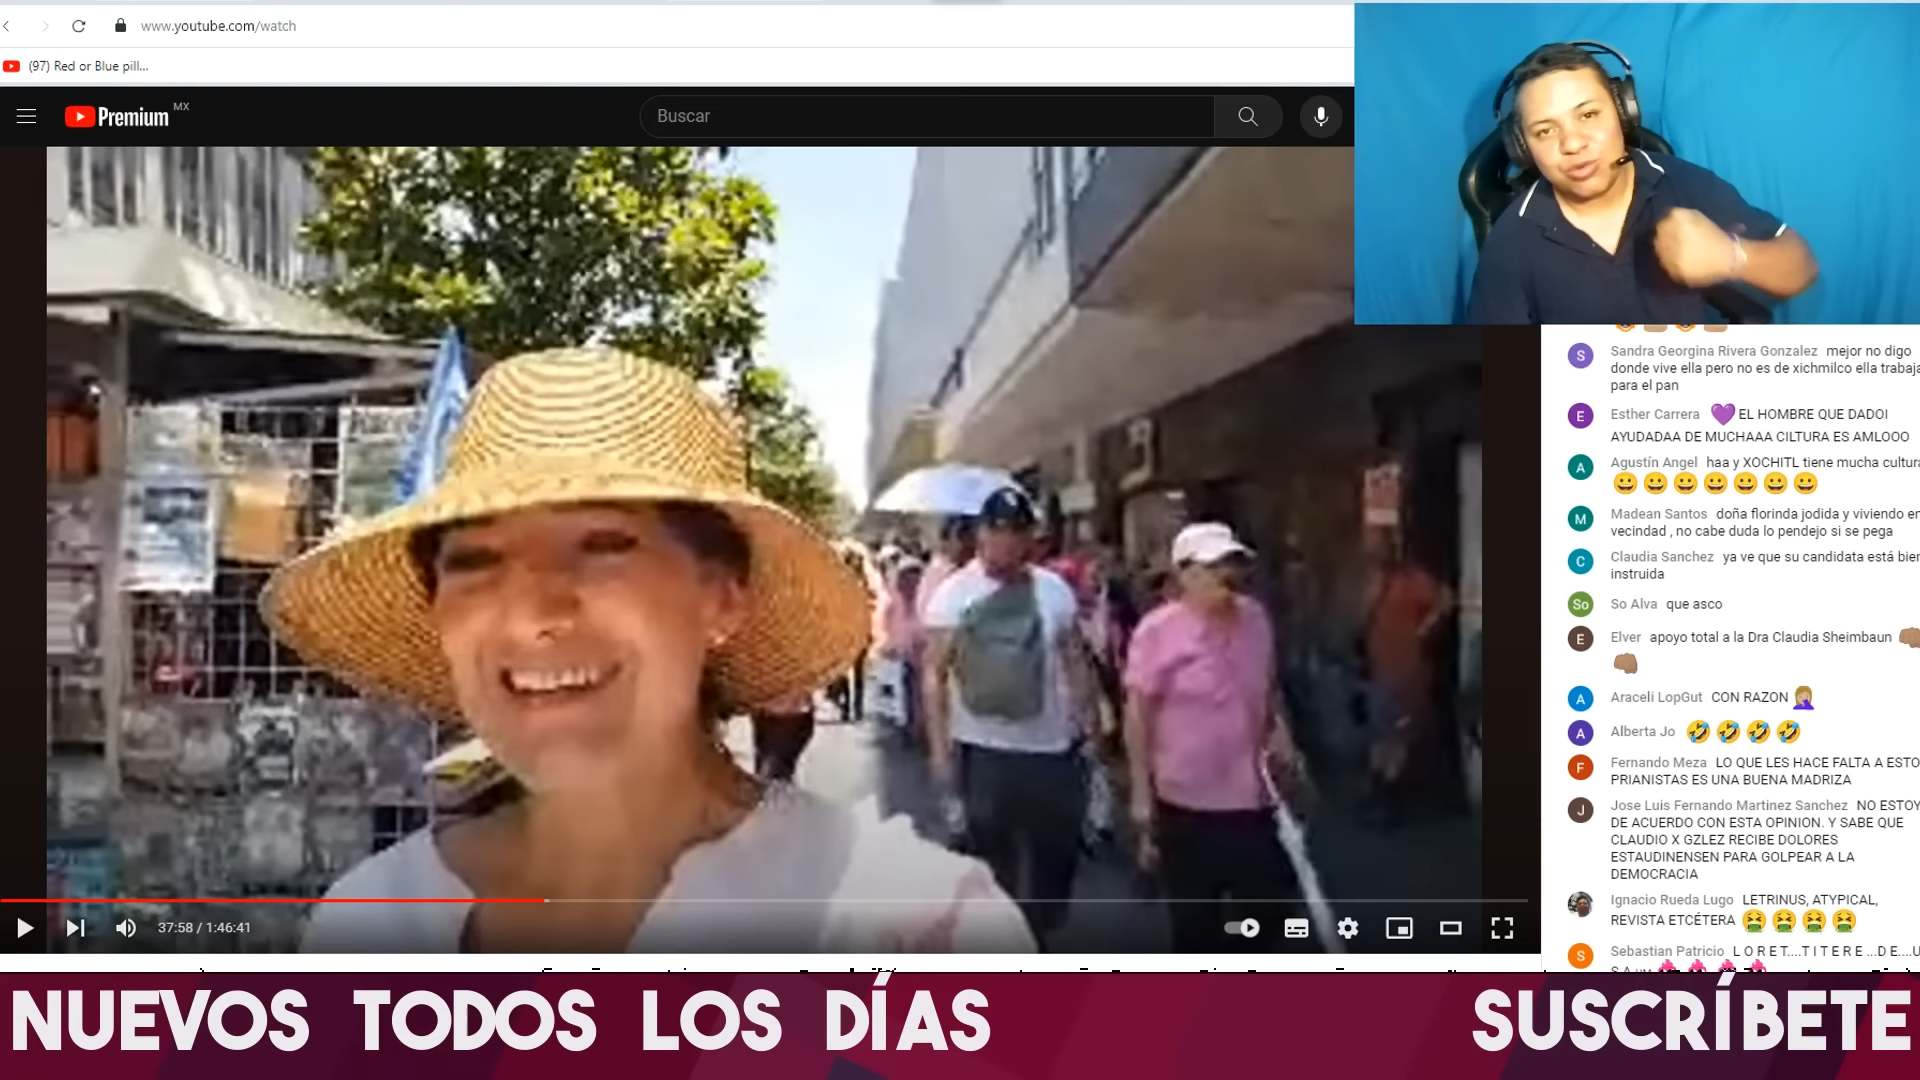 www.youtube.com/watch
(97) Red or Blue pill...
Premium MX
Buscar
Sandra Georgina Rivera Gonzalez mejor no digo
donde vive ella pero no es de xichmilco ella trabaja
para el pan
Esther Carrera 💜 EL HOMBRE QUE DADOI
AYUDADAA DE MUCHAAA CILTURA ES AMLOOO
Agustín Angel haa y XOCHITL tiene mucha cultura
😀😀😀😀😀😀😀
Madean Santos doña florinda jodida y viviendo en
vecindad , no cabe duda lo pendejo si se pega
Claudia Sanchez ya ve que su candidata está bien
instruida
So Alva que asco
Elver apoyo total a la Dra Claudia Sheimbaun 👊🏽
👊🏽
Araceli LopGut CON RAZON 🤦🏼‍♀️
Alberta Jo 🤣🤣🤣🤣
Fernando Meza LO QUE LES HACE FALTA A ESTO
PRIANISTAS ES UNA BUENA MADRIZA
Jose Luis Fernando Martinez Sanchez NO ESTOY
DE ACUERDO CON ESTA OPINION. Y SABE QUE
CLAUDIO X GZLEZ RECIBE DOLORES
ESTAUDINENSEN PARA GOLPEAR A LA
DEMOCRACIA
Ignacio Rueda Lugo LETRINUS, ATYPICAL,
REVISTA ETCÉTERA 🤮🤮🤮🤮
Sebastian Patricio L O R E T....T I T E R E ...D E....U
37:58 / 1:46:41
NUEVOS TODOS LOS DÍAS
SUSCRÍBETE